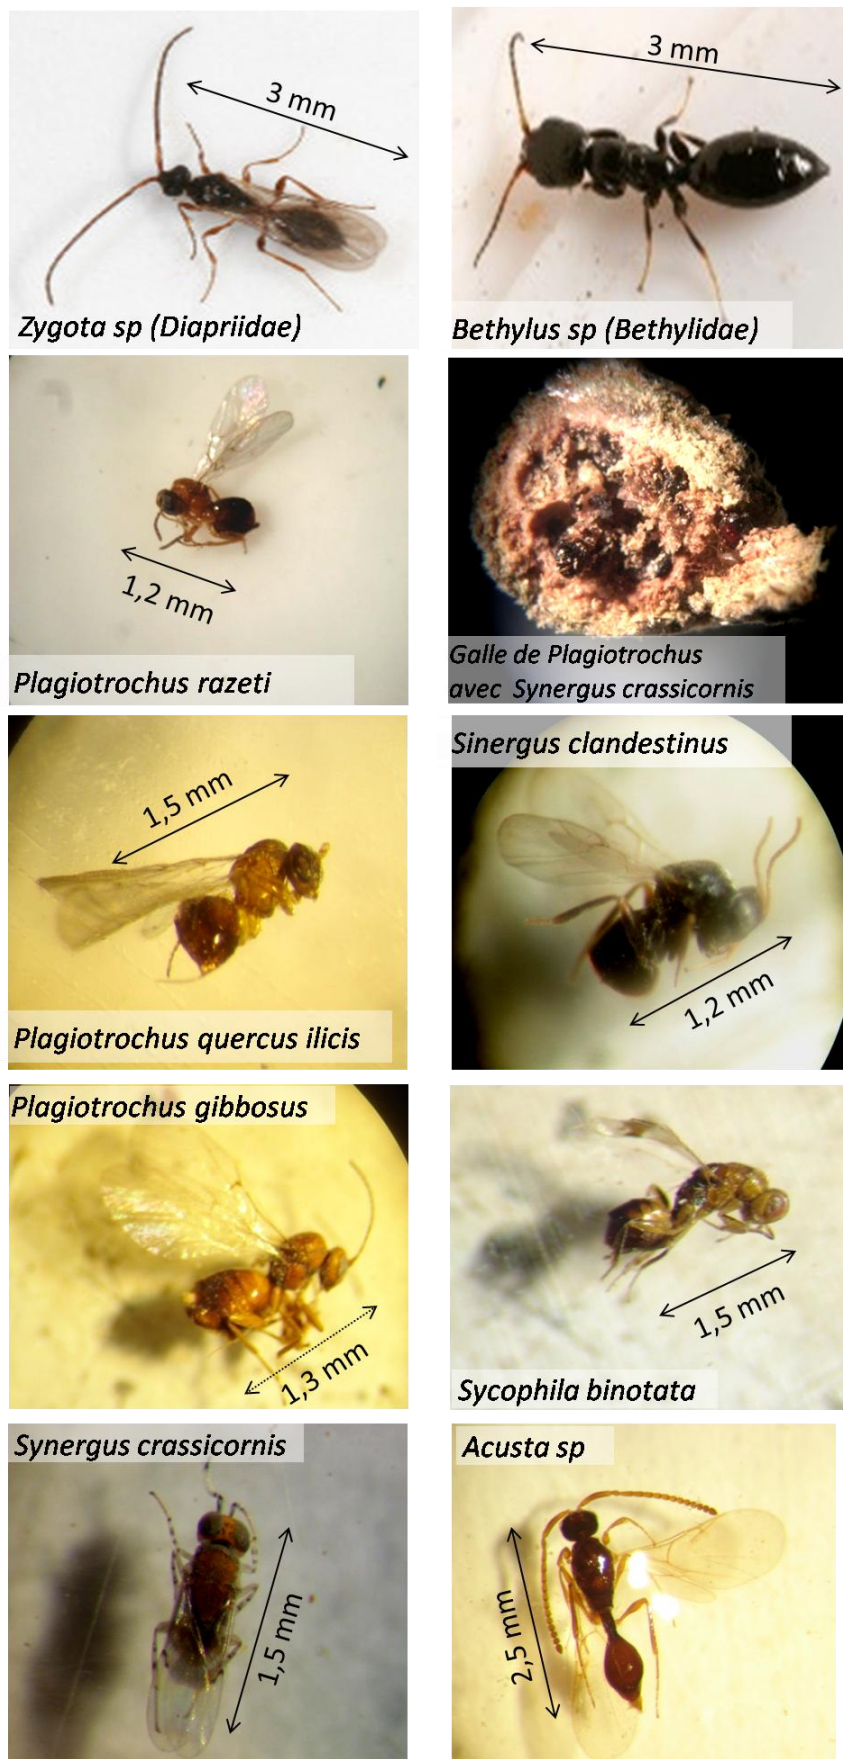 3 mm
Zygota sp (Diapriidae)
3 mm
Bethylus sp (Bethylidae)
1,2 mm
Plagiotrochus razeti
Galle de Plagiotrochus
avec Synergus crassicornis
1,5 mm
Plagiotrochus quercus ilicis
Sinergus clandestinus
1,2 mm
Plagiotrochus gibbosus
1,3 mm
1,5 mm
Sycophila binotata
Synergus crassicornis
1,5 mm
Acusta sp
2,5 mm